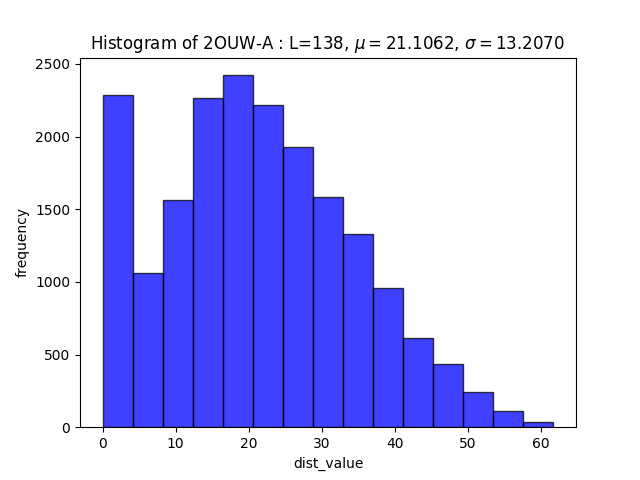 Histogram of 2OUW-A : L=138, μ = 21.1062, σ = 13.2070
2500
2000
1500
1000
500
0
frequency
0 10 20 30 40 50 60
dist_value